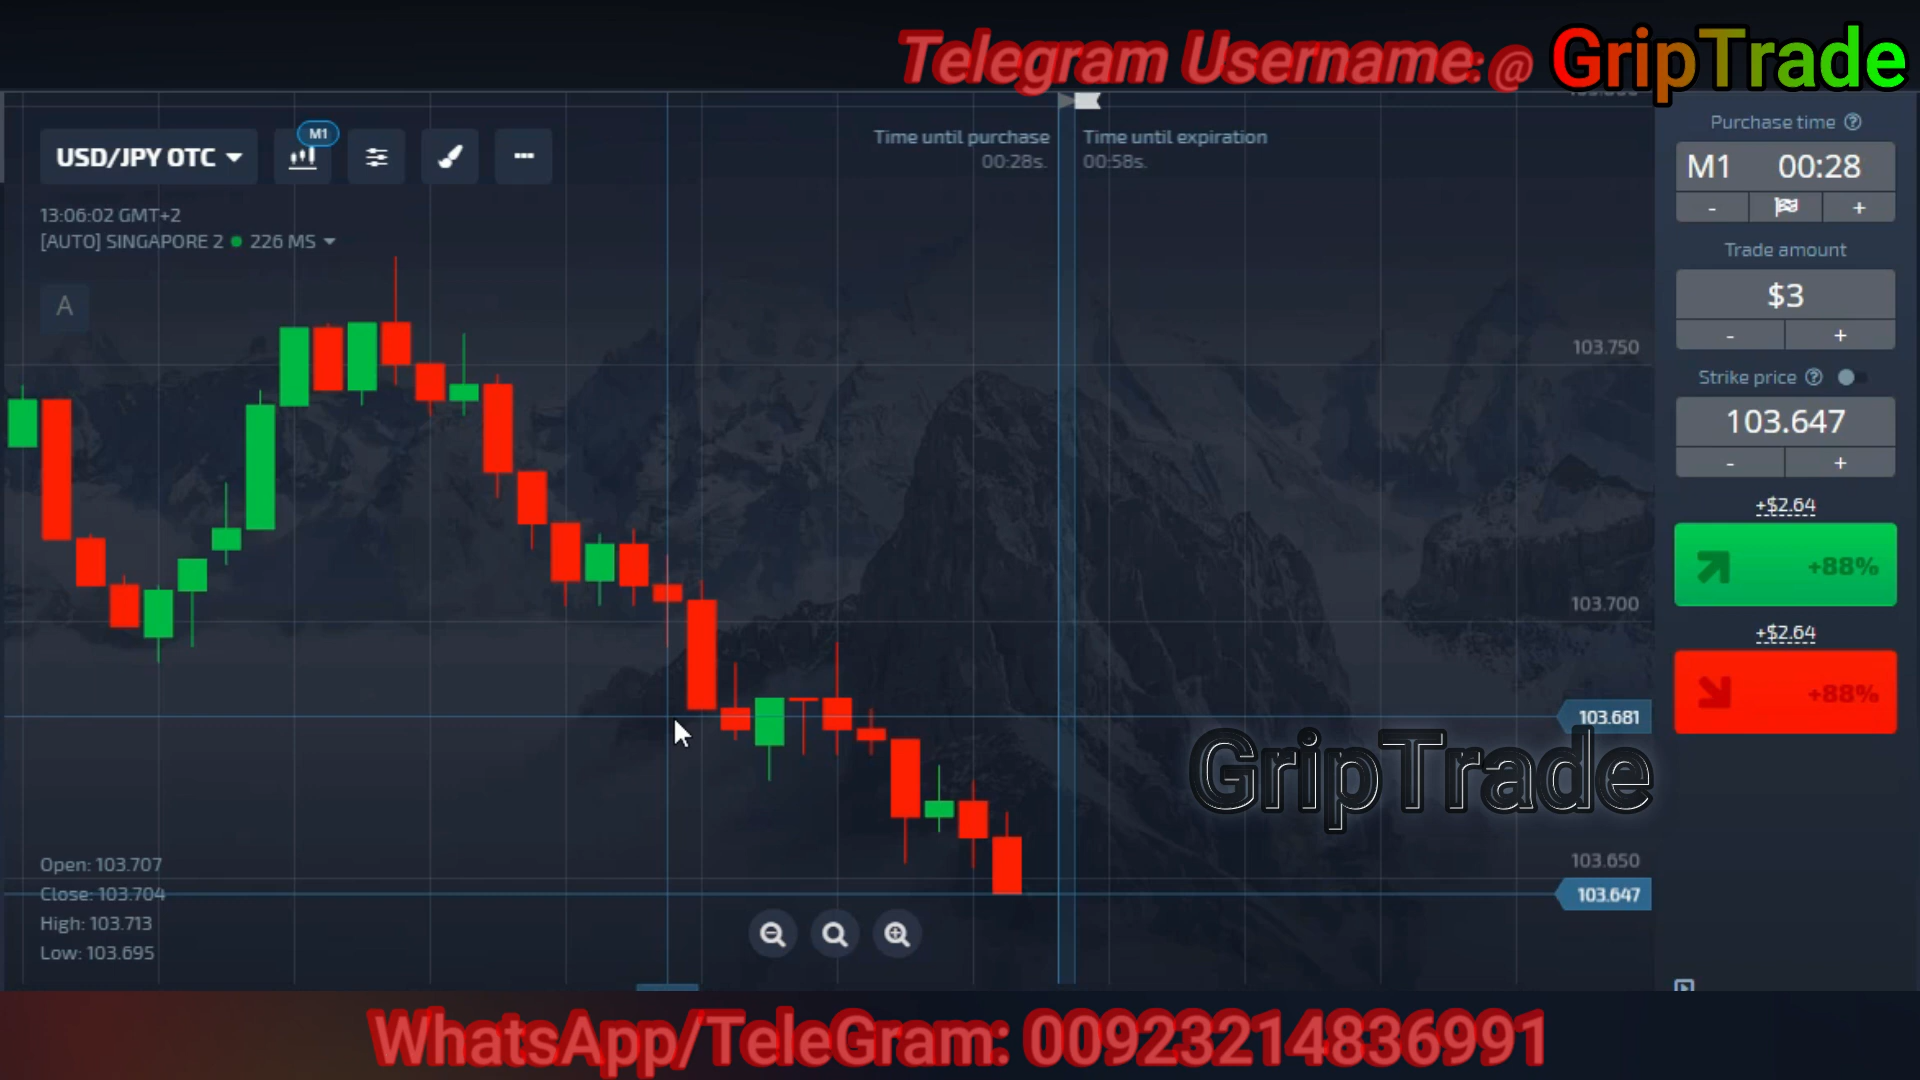 Telegram Username:@ GripTrade
USD/JPY OTC
M1
Time until purchase
00:28s.
Time until expiration
00:58s.
13:06:02 GMT+2
[AUTO] SINGAPORE 2 226 MS
A
103.750
103.700
103.681
GripTrade
103.650
103.647
Open: 103.707
Close: 103.704
High: 103.713
Low: 103.695
Purchase time ?
M1 00:28
- +
Trade amount
$3
- +
Strike price ?
103.647
- +
+$2.64
+88%
+$2.64
+88%
WhatsApp/TeleGram: 00923214836991